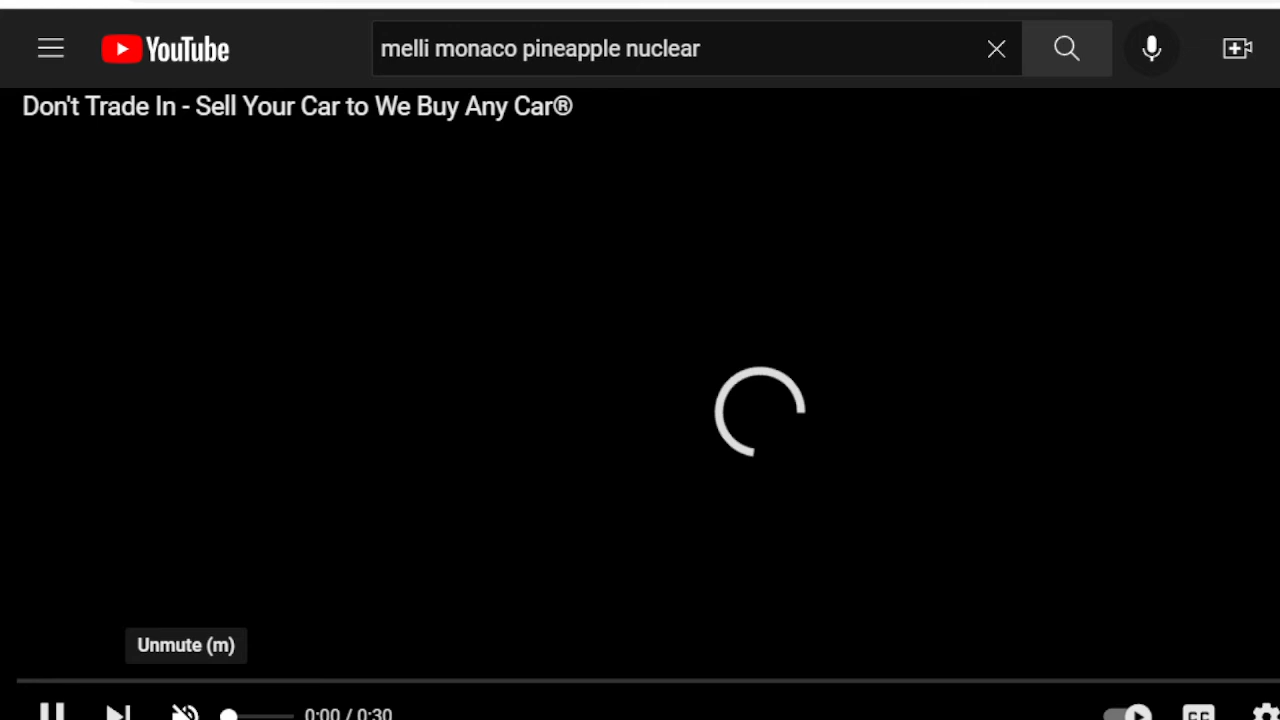 YouTube
melli monaco pineapple nuclear
Don't Trade In - Sell Your Car to We Buy Any Car®
Unmute (m)
0:00 / 0:30
CC